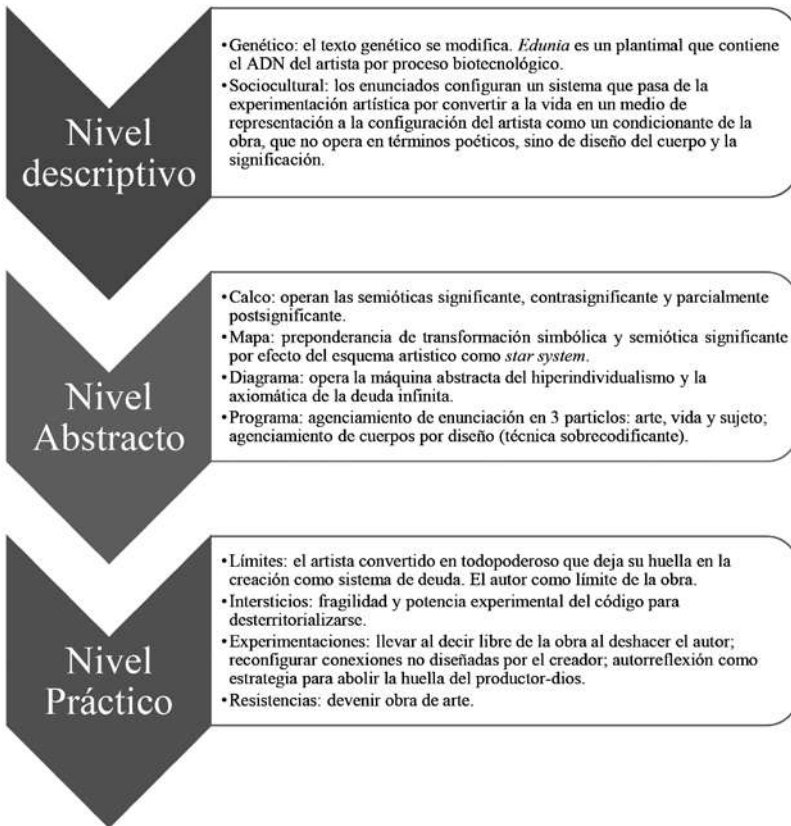 Nivel
descriptivo
•Genético: el texto genético se modifica. Edunia es un plantimal que contiene
el ADN del artista por proceso biotecnológico.
•Sociocultural: los enunciados configuran un sistema que pasa de la
experimentación artística por convertir a la vida en un medio de
representación a la configuración del artista como un condicionante de la
obra, que no opera en términos poéticos, sino de diseño del cuerpo y la
significación.
Nivel
Abstracto
•Calco: operan las semióticas significante, contrasignificante y parcialmente
postsignificante.
•Mapa: preponderancia de transformación simbólica y semiótica significante
por efecto del esquema artistico como star system.
•Diagrama: opera la máquina abstracta del hiperindividualismo y la
axiomática de la deuda infinita.
•Programa: agenciamiento de enunciación en 3 particlos: arte, vida y sujeto;
agenciamiento de cuerpos por diseño (técnica sobrecodificante).
Nivel
Práctico
•Límites: el artista convertido en todopoderoso que deja su huella en la
creación como sistema de deuda. El autor como límite de la obra.
•Intersticios: fragilidad y potencia experimental del código para
desterritorializarse.
•Experimentaciones: llevar al decir libre de la obra al deshacer el autor;
reconfigurar conexiones no diseñadas por el creador; autorreflexión como
estrategia para abolir la huella del productor-dios.
•Resistencias: devenir obra de arte.